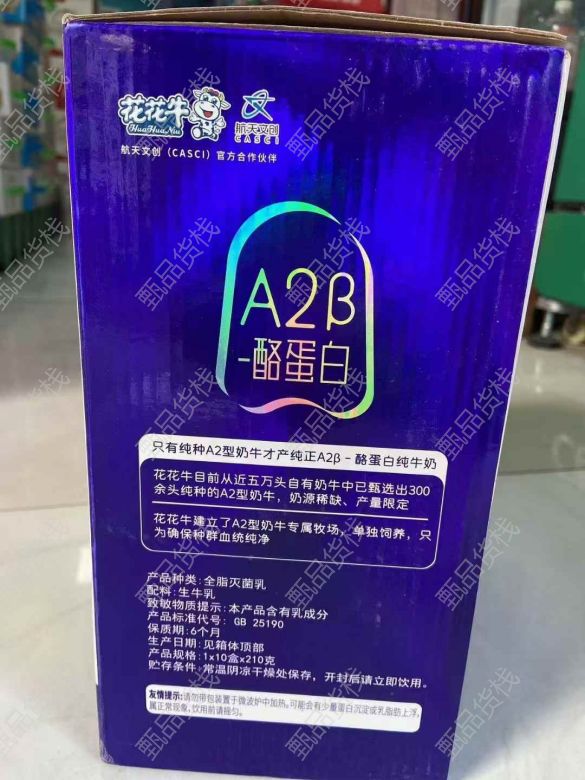 花花牛
HuaHuaNiu
航天文创
CASCI
航天文创（CASCI）官方合作伙伴
A2β
-酪蛋白
只有纯种A2型奶牛才产纯正A2β-酪蛋白纯牛奶
花花牛目前从近五万头自有奶牛中已甄选出300
余头纯种的A2型奶牛，奶源稀缺、产量限定
花花牛建立了A2型奶牛专属牧场，单独饲养，只
为确保种群血统纯净
产品种类：全脂灭菌乳
配料：生牛乳
致敏物质提示：本产品含有乳成分
产品标准代号：GB 25190
保质期：6个月
生产日期：见箱体顶部
产品规格：1x10盒x210克
贮存条件：常温阴凉干燥处保存，开封后请立即饮用。
友情提示：请勿带包装置于微波炉中加热。可能会有少量蛋白沉淀或乳脂肪上浮，
属正常现象，饮用前请摇匀。
甄品货栈